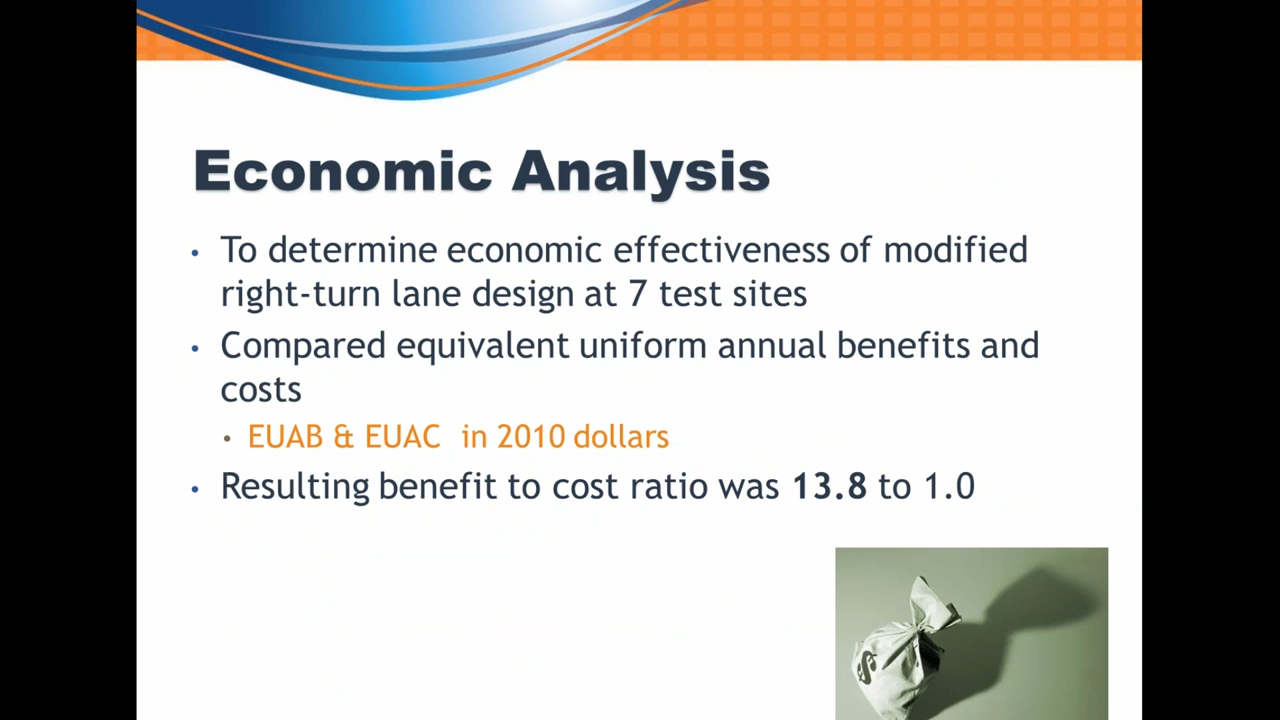 Economic Analysis
• To determine economic effectiveness of modified
right-turn lane design at 7 test sites
• Compared equivalent uniform annual benefits and
costs
• EUAB & EUAC in 2010 dollars
• Resulting benefit to cost ratio was 13.8 to 1.0
$